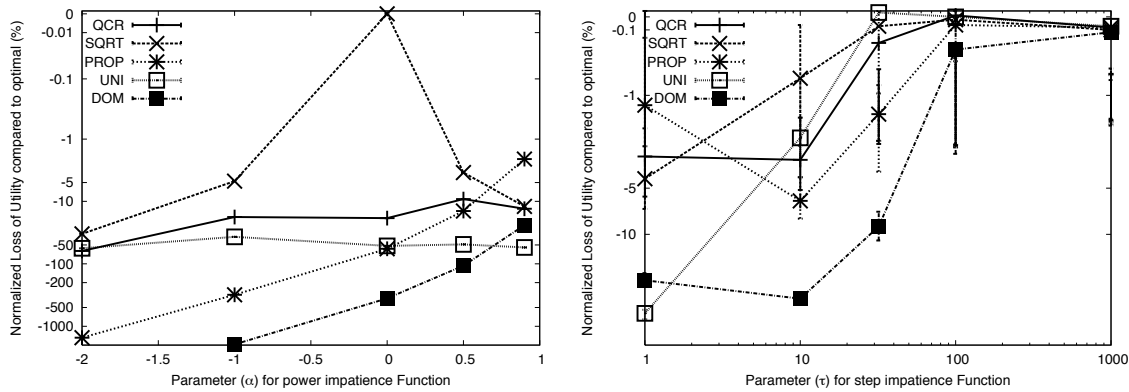 Normalized Loss of Utility compared to optimal (%)
0
-0.01
-0.1
-1
-5
-10
-50
-100
-200
-500
-1000
QCR
SQRT
PROP
UNI
DOM
-2 -1.5 -1 -0.5 0 0.5 1
Parameter (α) for power impatience Function
Normalized Loss of Utility compared to optimal (%)
0
-0.1
-1
-5
-10
QCR
SQRT
PROP
UNI
DOM
1 10 100 1000
Parameter (τ) for step impatience Function